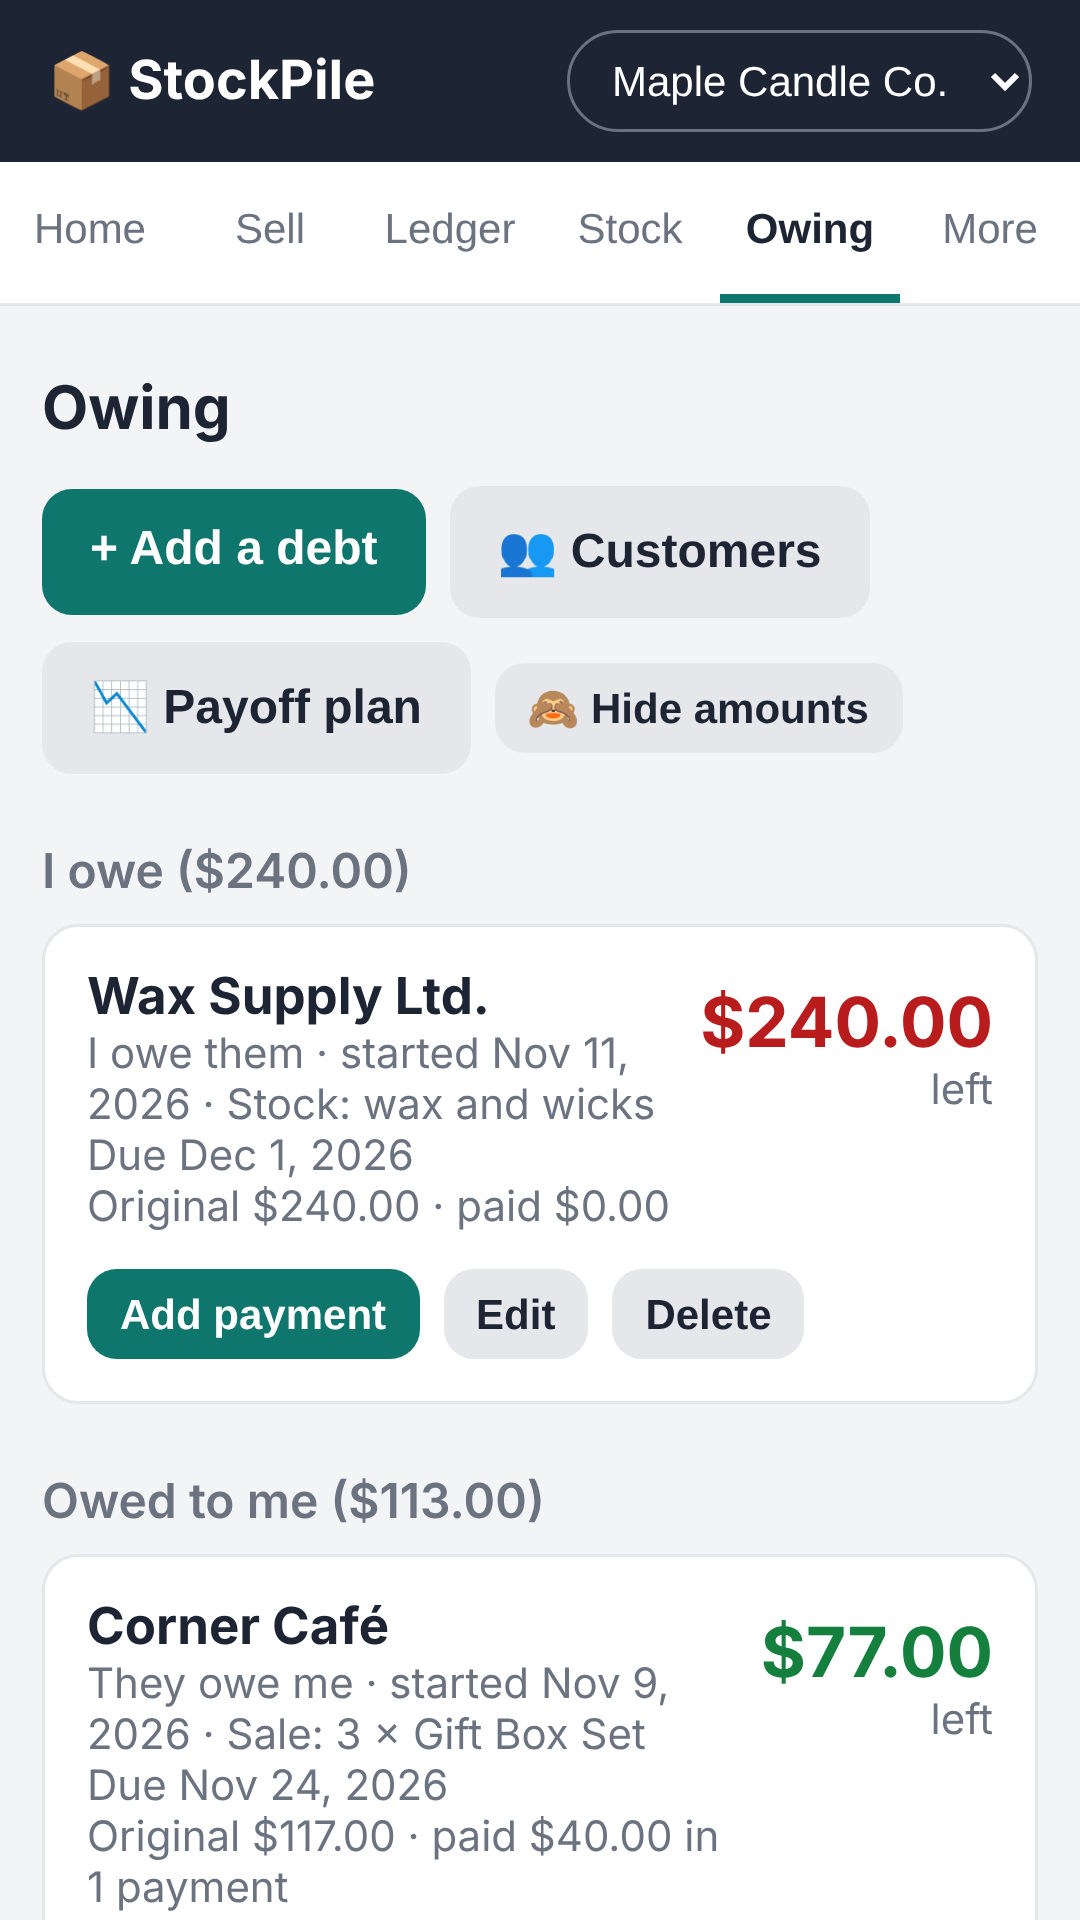 StockPile
Maple Candle Co.
Home Sell Ledger Stock Owing More
Owing
+ Add a debt
Customers
Payoff plan
Hide amounts
I owe ($240.00)
Wax Supply Ltd.
$240.00
left
I owe them · started Nov 11,
2026 · Stock: wax and wicks
Due Dec 1, 2026
Original $240.00 · paid $0.00
Add payment
Edit
Delete
Owed to me ($113.00)
Corner Café
$77.00
left
They owe me · started Nov 9,
2026 · Sale: 3 × Gift Box Set
Due Nov 24, 2026
Original $117.00 · paid $40.00 in
1 payment